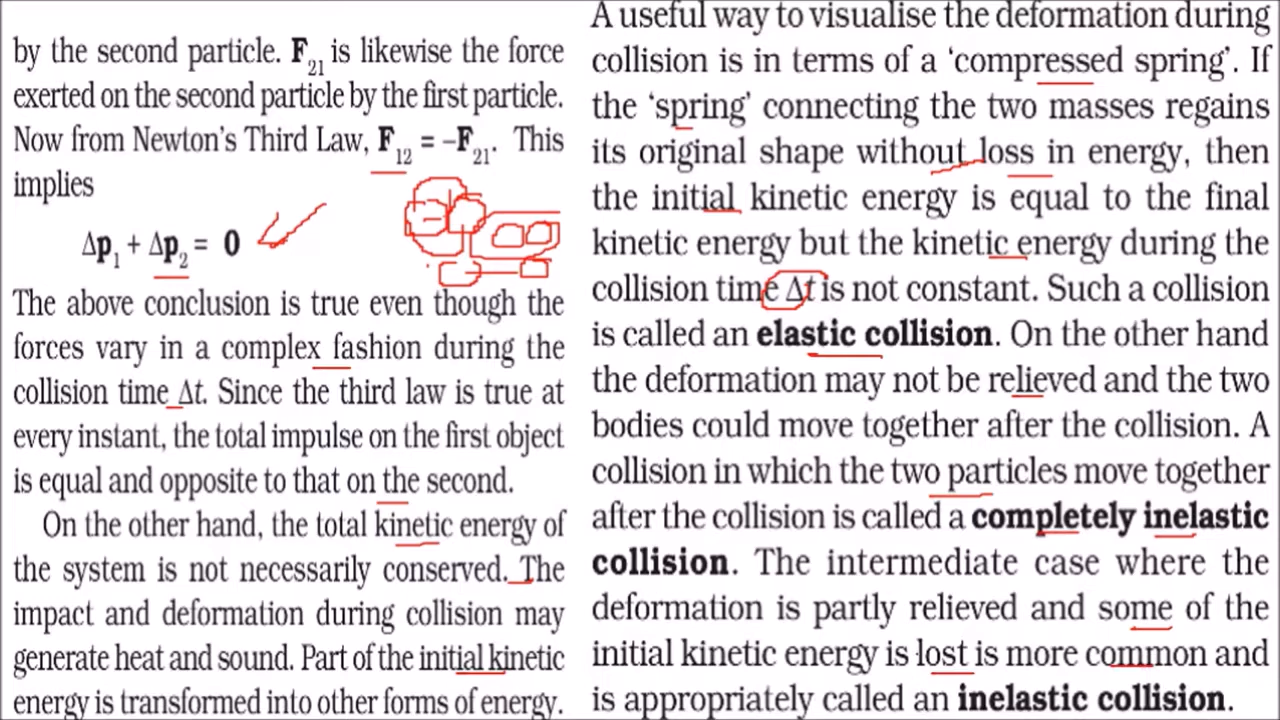 by the second particle. F21 is likewise the force
exerted on the second particle by the first particle.
Now from Newton's Third Law, F12 = −F21. This
implies
Δp1 + Δp2 = 0
The above conclusion is true even though the
forces vary in a complex fashion during the
collision time Δt. Since the third law is true at
every instant, the total impulse on the first object
is equal and opposite to that on the second.
On the other hand, the total kinetic energy of
the system is not necessarily conserved. The
impact and deformation during collision may
generate heat and sound. Part of the initial kinetic
energy is transformed into other forms of energy.
A useful way to visualise the deformation during
collision is in terms of a 'compressed spring'. If
the 'spring' connecting the two masses regains
its original shape without loss in energy, then
the initial kinetic energy is equal to the final
kinetic energy but the kinetic energy during the
collision time Δt is not constant. Such a collision
is called an elastic collision. On the other hand
the deformation may not be relieved and the two
bodies could move together after the collision. A
collision in which the two particles move together
after the collision is called a completely inelastic
collision. The intermediate case where the
deformation is partly relieved and some of the
initial kinetic energy is lost is more common and
is appropriately called an inelastic collision.